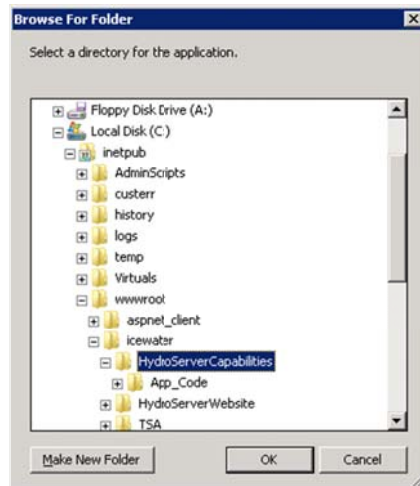 Browse For Folder
Select a directory for the application.
Floppy Disk Drive (A:)
Local Disk (C:)
inetpub
AdminScripts
custerr
history
logs
temp
Virtuals
wwwroot
aspnet_client
icewater
HydroServerCapabilities
App_Code
HydroServerWebsite
TSA
Make New Folder
OK
Cancel